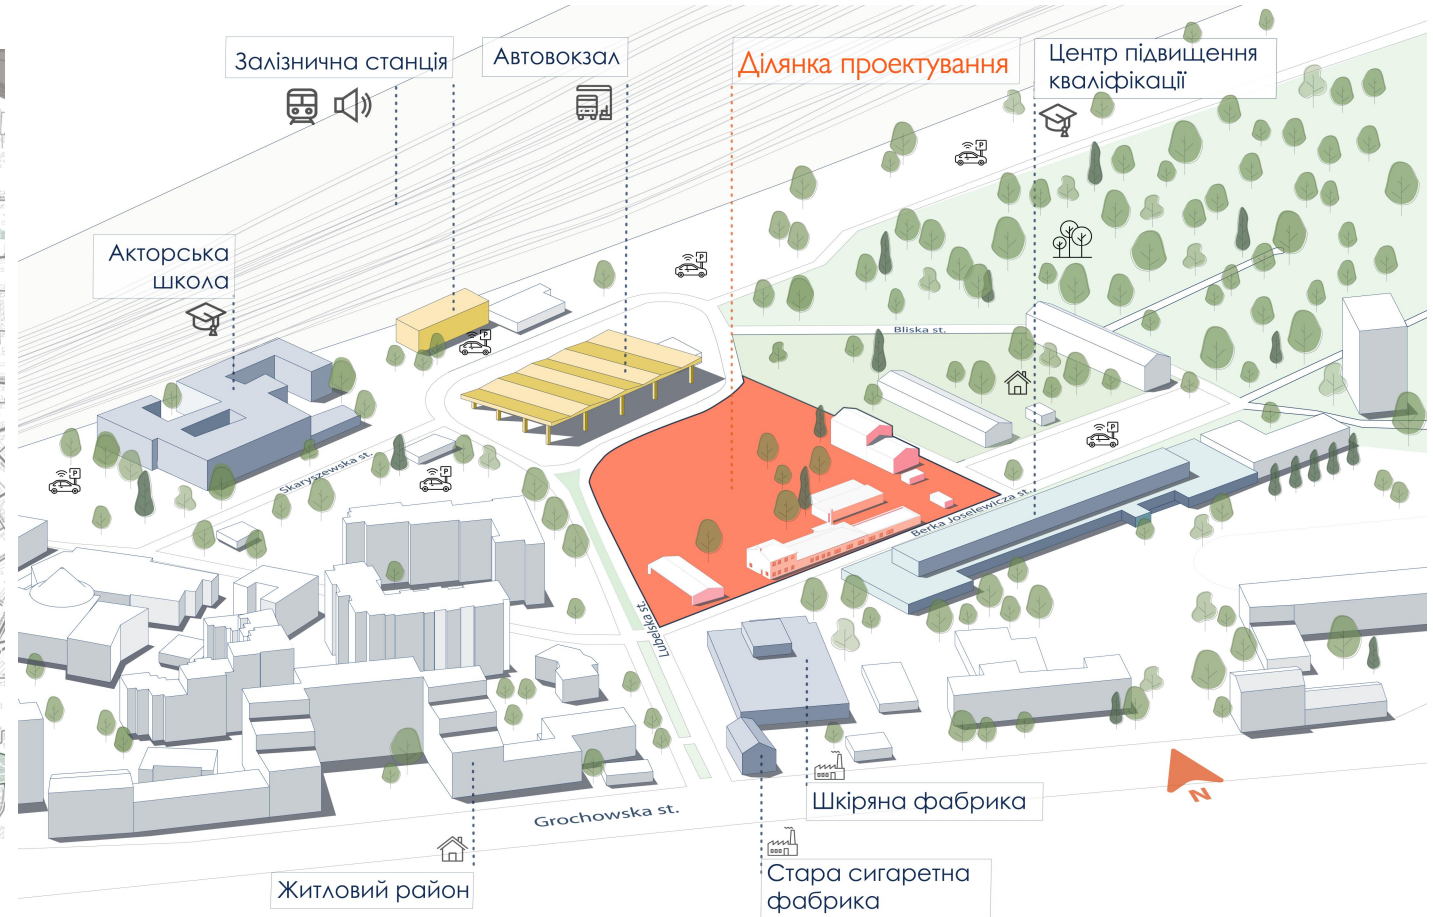 Залізнична станція
Автовокзал
Ділянка проектування
Центр підвищення
кваліфікації
P
Акторська
школа
P
P
Bliska st.
P
P
P
Skaryszewska st.
Berka Joselewicza st.
Lubelska st.
Grochowska st.
N
Шкіряна фабрика
Житловий район
Стара сигаретна
фабрика